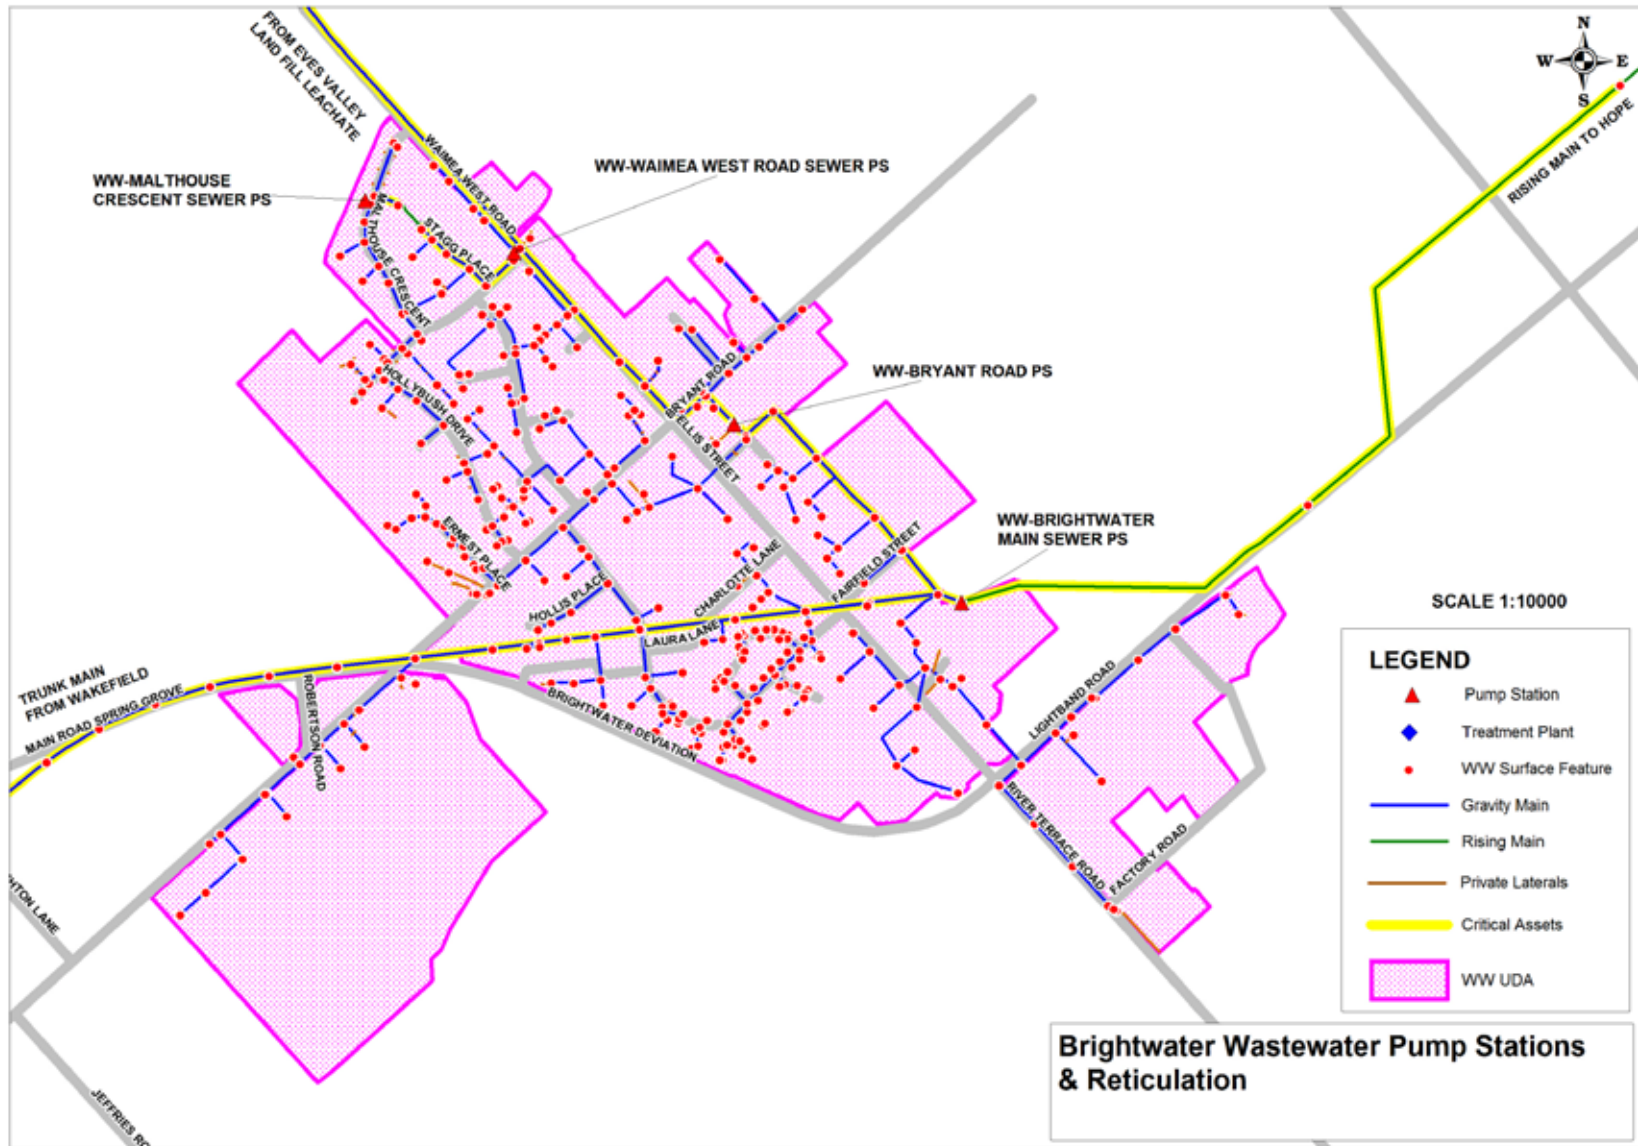 FROM EVES VALLEY
LAND FILL LEACHATE
N
W
E
S
RISING MAIN TO HOPE
WAIMEA WEST ROAD
WW-WAIMEA WEST ROAD SEWER PS
WW-MALTHOUSE
CRESCENT SEWER PS
MALTHOUSE CRESCENT
STAGG PLACE
BRYANT ROAD
WW-BRYANT ROAD PS
HOLLYBUSH DRIVE
ELLIS STREET
ERNEST PLACE
WW-BRIGHTWATER
MAIN SEWER PS
FAIRFIELD STREET
CHARLOTTE LANE
HOLLIS PLACE
LAURA LANE
TRUNK MAIN
FROM WAKEFIELD
MAIN ROAD SPRING GROVE
ROBERTSON ROAD
BRIGHTWATER DEVIATION
LIGHTBAND ROAD
RIVER TERRACE ROAD
FACTORY ROAD
HTON LANE
JEFFRIES RO
SCALE 1:10000
LEGEND
Pump Station
Treatment Plant
WW Surface Feature
Gravity Main
Rising Main
Private Laterals
Critical Assets
WW UDA
Brightwater Wastewater Pump Stations
& Reticulation